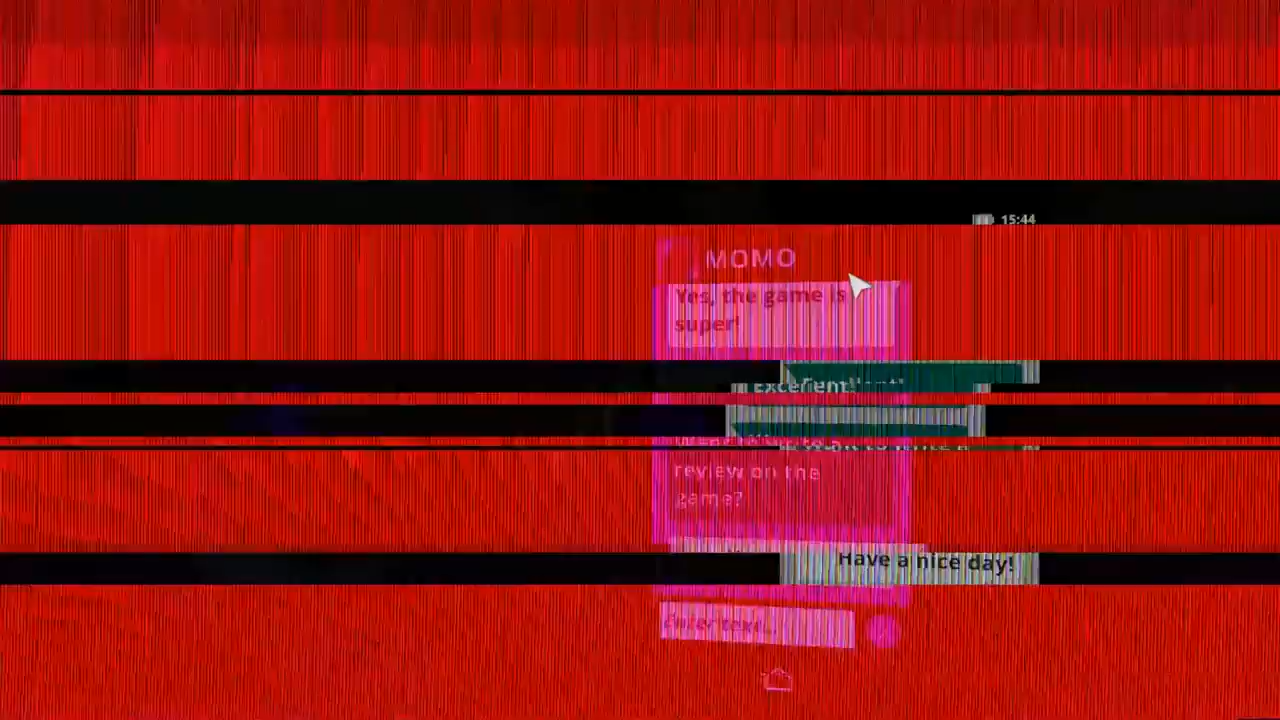 15:44
MOMO
Yes, the game is
super!
Excellent!
review on the
game?
Have a nice day!
Enter text...